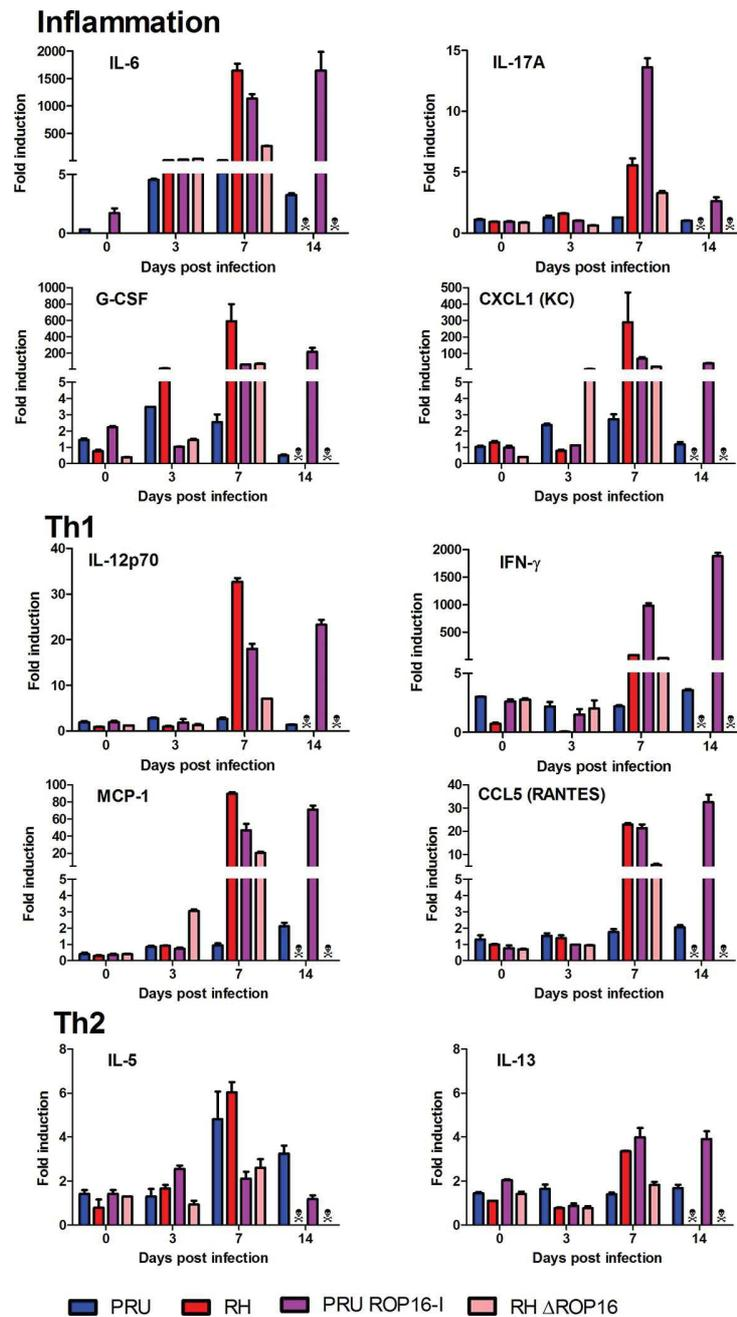 Inflammation
IL-6
Fold induction
2000
1500
1000
500
5
0
0 3 7 14
Days post infection
IL-17A
Fold induction
15
10
5
0
0 3 7 14
Days post infection
G-CSF
Fold induction
1000
800
600
400
200
5
4
3
2
1
0
0 3 7 14
Days post infection
CXCL1 (KC)
Fold induction
500
400
300
200
100
5
4
3
2
1
0
0 3 7 14
Days post infection
Th1
IL-12p70
Fold induction
40
30
20
10
0
0 3 7 14
Days post infection
IFN-γ
Fold induction
2000
1500
1000
500
5
0
0 3 7 14
Days post infection
MCP-1
Fold induction
100
80
60
40
20
5
4
3
2
1
0
0 3 7 14
Days post infection
CCL5 (RANTES)
Fold induction
40
30
20
10
5
4
3
2
1
0
0 3 7 14
Days post infection
Th2
IL-5
Fold induction
8
6
4
2
0
0 3 7 14
Days post infection
IL-13
Fold induction
8
6
4
2
0
0 3 7 14
Days post infection
PRU RH PRU ROP16-I RH ΔROP16